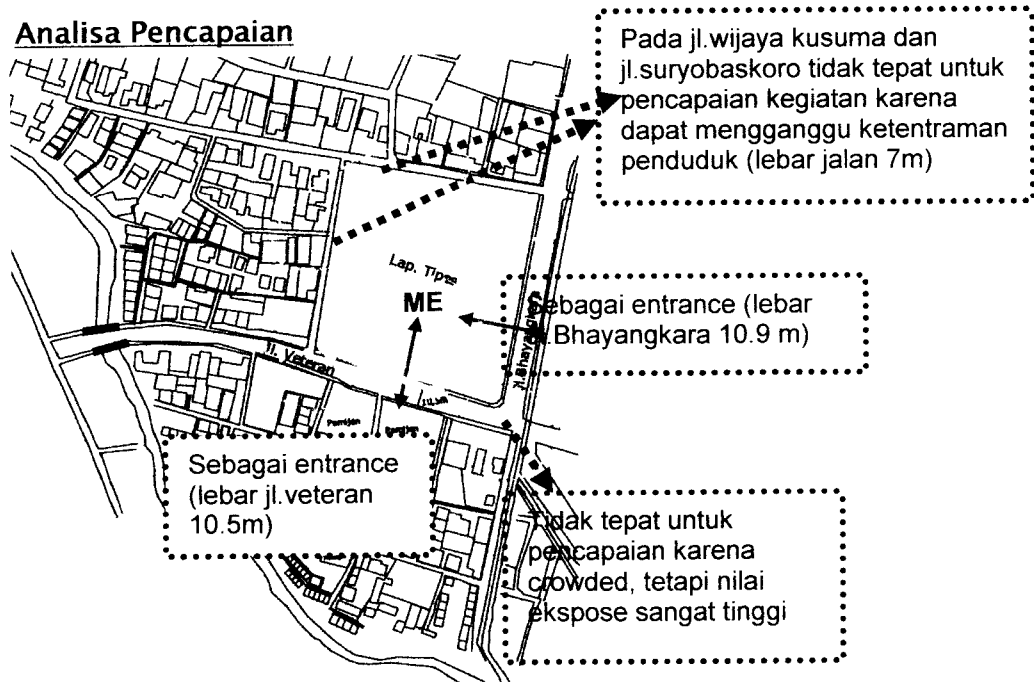 Analisa Pencapaian
Pada jl.wijaya kusuma dan
jl.suryobaskoro tidak tepat untuk
pencapaian kegiatan karena
dapat mengganggu ketentraman
penduduk (lebar jalan 7m)
Lap. Tipes
ME
Sebagai entrance (lebar
jl.Bhayangkara 10.9 m)
jl.Bhayangkara
Jl. Veteran
Sebagai entrance
(lebar jl.veteran
10.5m)
Tidak tepat untuk
pencapaian karena
crowded, tetapi nilai
ekspose sangat tinggi